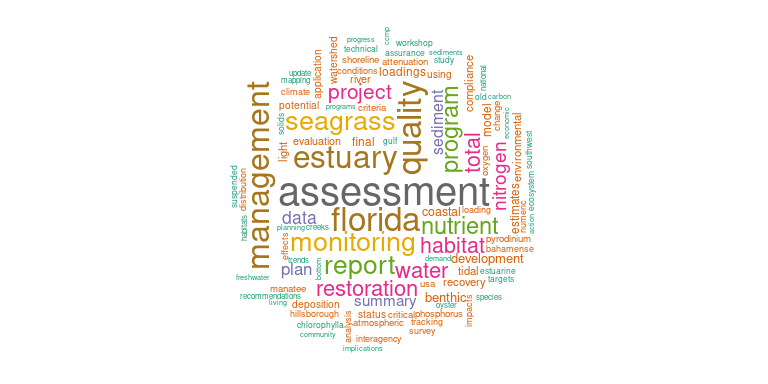 progress
ccmp
technical
workshop
watershed
shoreline
assurance
sediments
application
attenuation
study
update
conditions
loadings
using
mapping
river
compliance
national
climate
project
old
carbon
management
quality
program
potential
programs
criteria
model
change
economic
solids
seagrass
sediment
total
environmental
light
evaluation
final
gulf
oxygen
southwest
estuary
nitrogen
suspended
distribution
assessment
estimates
numeric
ecosystem
action
habitats
data
florida
coastal
loading
planning
creeks
nutrient
effects
monitoring
habitat
pyrodinium
bahamense
trends
bottom
report
demand
development
plan
water
tidal
estuarine
freshwater
usa
recovery
targets
manatee
restoration
recommendations
living
summary
benthic
species
deposition
oyster
impacts
hillsborough
status
critical
phosphorus
chlorophylla
analysis
atmospheric
tracking
community
survey
interagency
implications